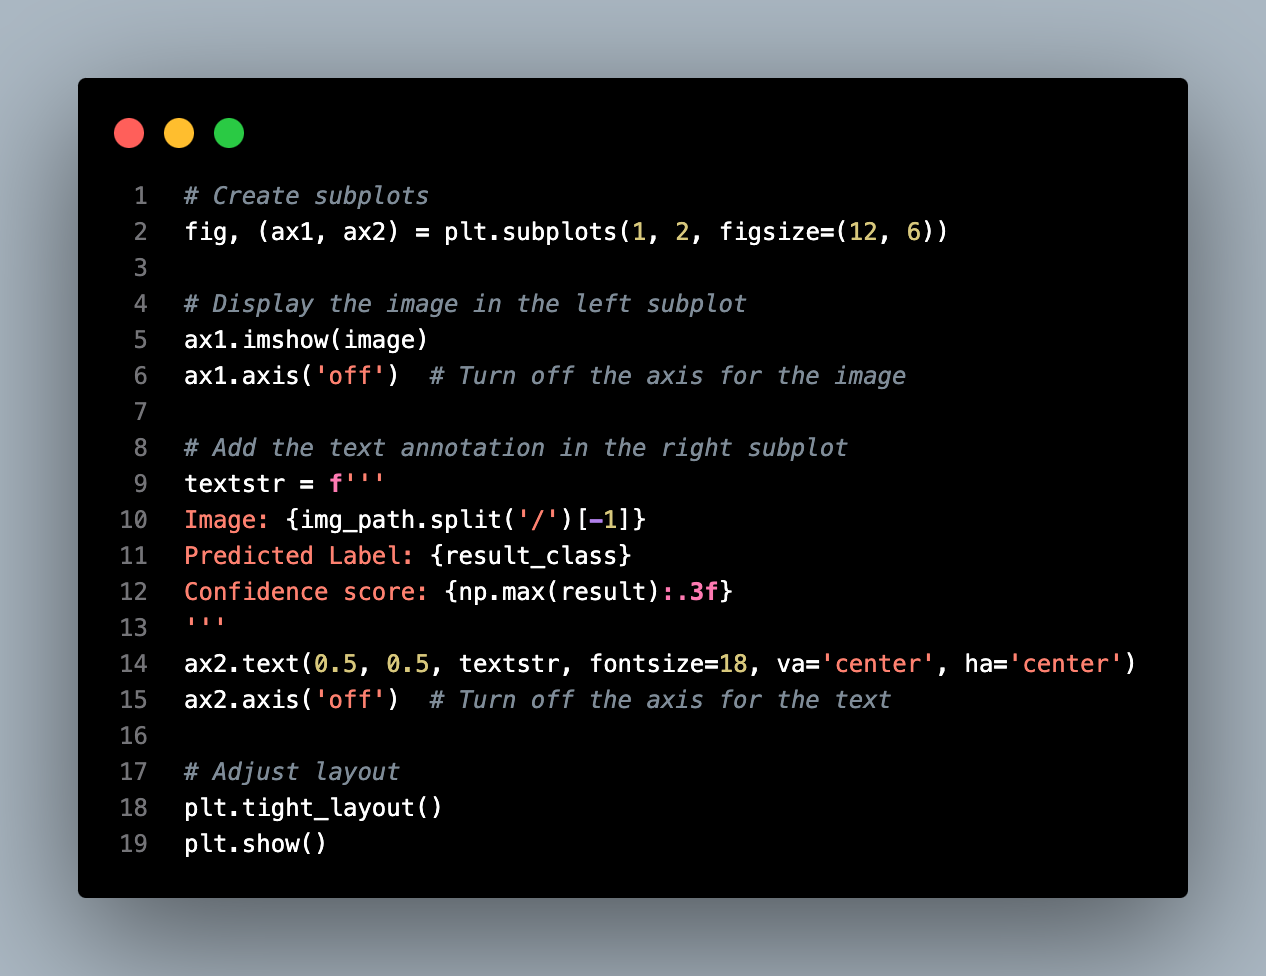 1 # Create subplots
2 fig, (ax1, ax2) = plt.subplots(1, 2, figsize=(12, 6))
3
4 # Display the image in the left subplot
5 ax1.imshow(image)
6 ax1.axis('off')  # Turn off the axis for the image
7
8 # Add the text annotation in the right subplot
9 textstr = f'''
10 Image: {img_path.split('/')[-1]}
11 Predicted Label: {result_class}
12 Confidence score: {np.max(result):.3f}
13 '''
14 ax2.text(0.5, 0.5, textstr, fontsize=18, va='center', ha='center')
15 ax2.axis('off')  # Turn off the axis for the text
16
17 # Adjust layout
18 plt.tight_layout()
19 plt.show()